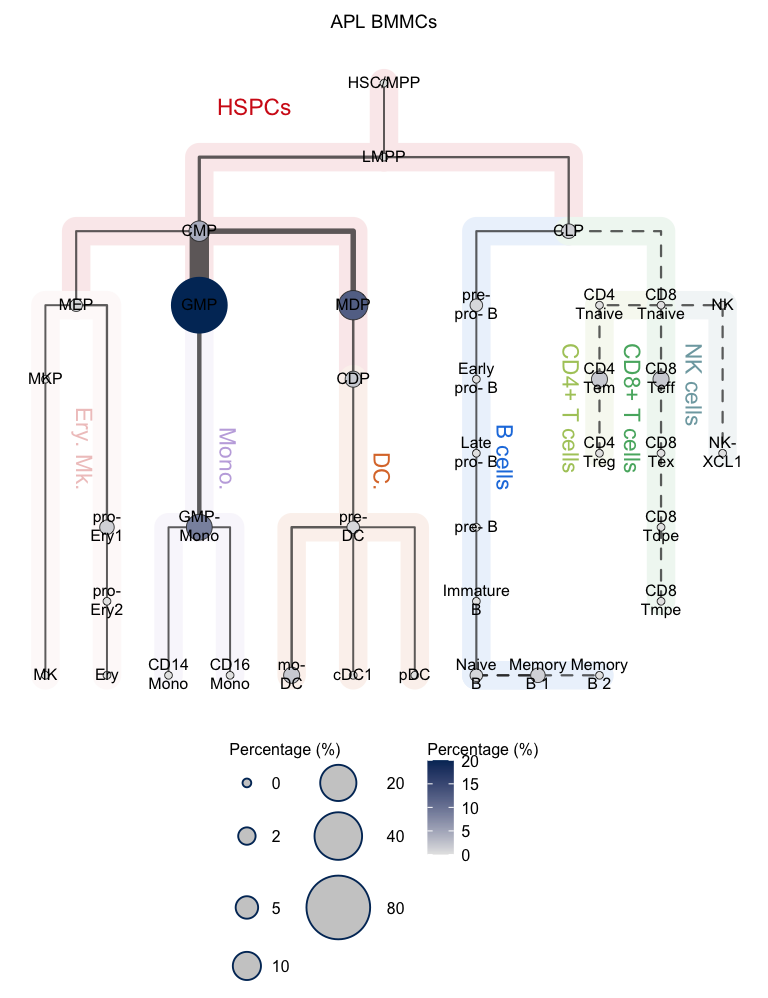 APL BMMCs
HSC/MPP
HSPCs
LMPP
CMP
CLP
MEP
GMP
MDP
pre-
pro- B
CD4
Tnaive
CD8
Tnaive
NK
MKP
CDP
Early
pro- B
CD4
Tem
CD8
Teff
Ery. Mk.
Mono.
DC.
B cells
CD4+ T cells
CD8+ T cells
NK cells
Late
pro- B
CD4
Treg
CD8
Tex
NK-
XCL1
pro-
Ery1
GMP-
Mono
pre-
DC
pre- B
CD8
pro-
Ery2
Immature
B
CD8
Tmpe
MK
Ery
CD14
Mono
CD16
Mono
mo-
DC
cDC1
pDC
Naive
B
Memory
B 1
Memory
B 2
Percentage (%)
0
20
2
40
5
80
10
Percentage (%)
20
15
10
5
0